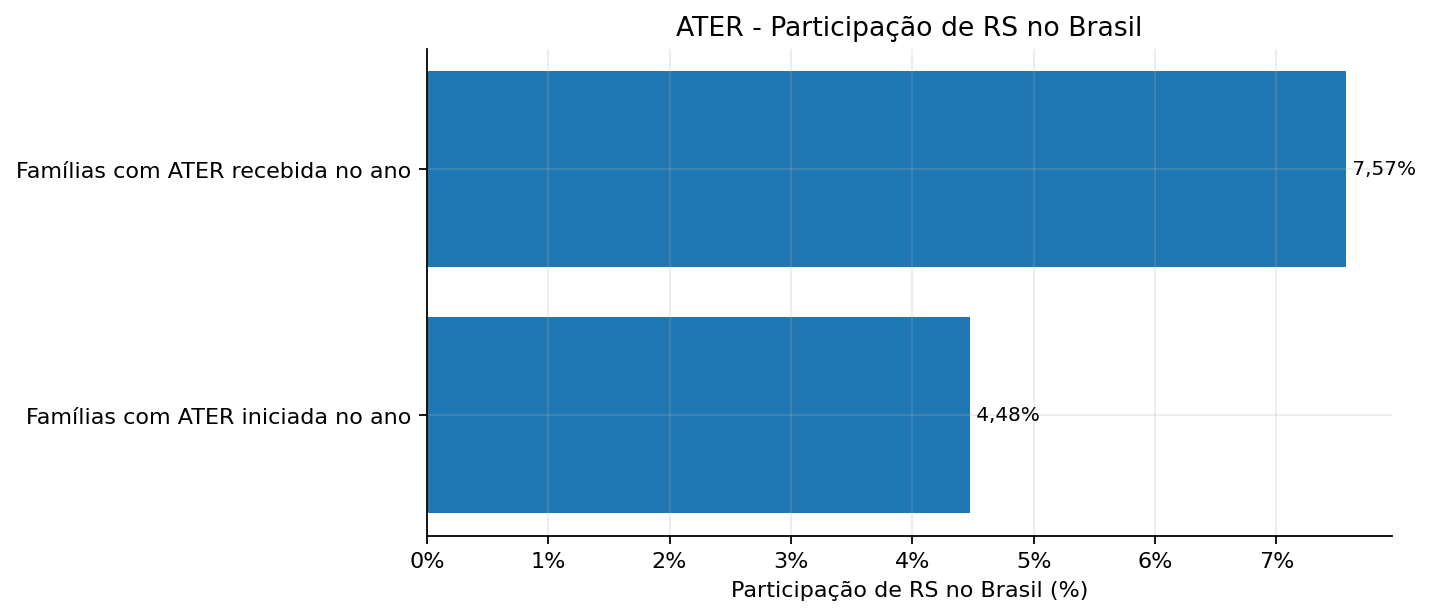 ATER - Participação de RS no Brasil
Famílias com ATER recebida no ano
7,57%
Famílias com ATER iniciada no ano
4,48%
0% 1% 2% 3% 4% 5% 6% 7%
Participação de RS no Brasil (%)